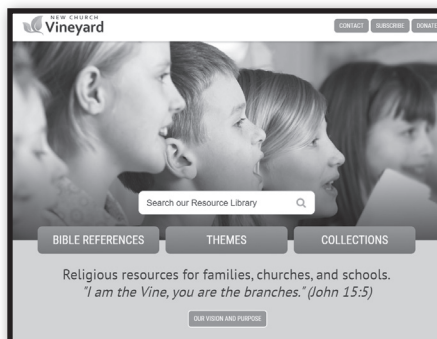 NEW CHURCH
Vineyard
CONTACT SUBSCRIBE DONATE
Search our Resource Library
BIBLE REFERENCES THEMES COLLECTIONS
Religious resources for families, churches, and schools.
"I am the Vine, you are the branches." (John 15:5)
OUR VISION AND PURPOSE